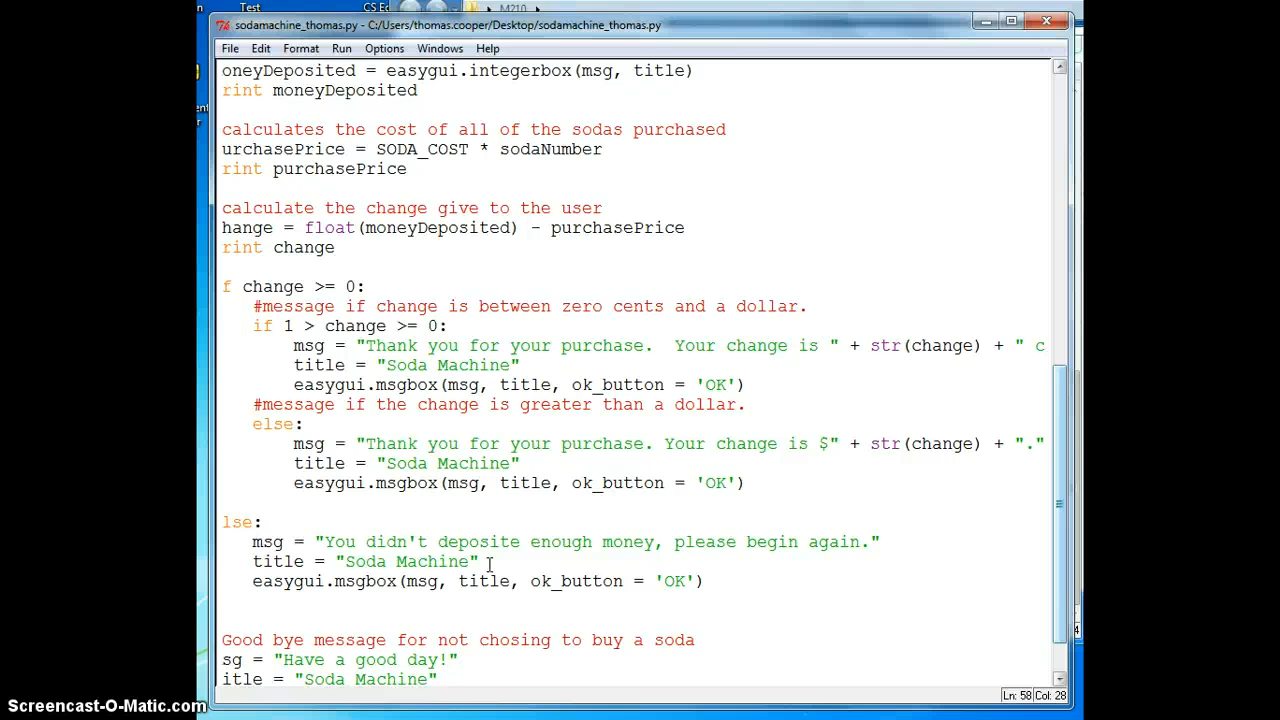 Test CS Ec M210
sodamachine_thomas.py - C:/Users/thomas.cooper/Desktop/sodamachine_thomas.py
File Edit Format Run Options Windows Help
oneyDeposited = easygui.integerbox(msg, title)
rint moneyDeposited
calculates the cost of all of the sodas purchased
urchasePrice = SODA_COST * sodaNumber
rint purchasePrice
calculate the change give to the user
hange = float(moneyDeposited) - purchasePrice
rint change
f change >= 0:
#message if change is between zero cents and a dollar.
if 1 > change >= 0:
msg = "Thank you for your purchase.  Your change is " + str(change) + " c
title = "Soda Machine"
easygui.msgbox(msg, title, ok_button = 'OK')
#message if the change is greater than a dollar.
else:
msg = "Thank you for your purchase. Your change is $" + str(change) + "."
title = "Soda Machine"
easygui.msgbox(msg, title, ok_button = 'OK')
lse:
msg = "You didn't deposite enough money, please begin again."
title = "Soda Machine"
easygui.msgbox(msg, title, ok_button = 'OK')
Good bye message for not chosing to buy a soda
sg = "Have a good day!"
itle = "Soda Machine"
Ln: 58 Col: 28
Screencast-O-Matic.com